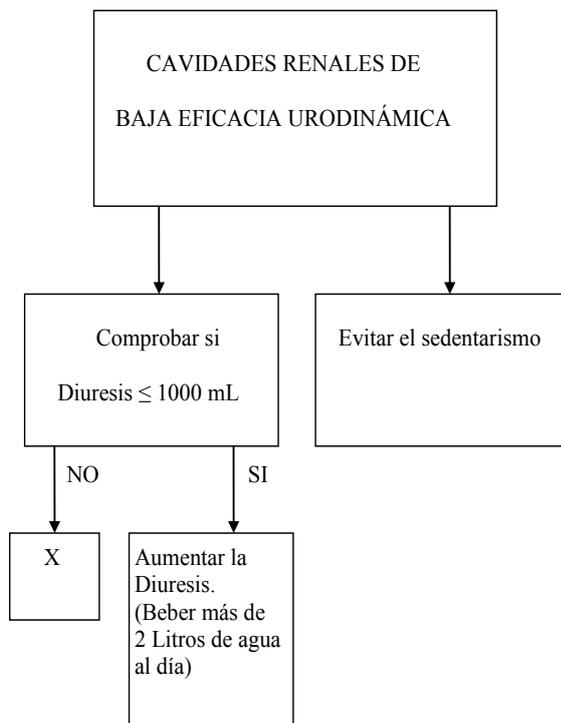 CAVIDADES RENALES DE
BAJA EFICACIA URODINÁMICA
Comprobar si
Diuresis ≤ 1000 mL
Evitar el sedentarismo
NO
SI
X
Aumentar la
Diuresis.
(Beber más de
2 Litros de agua
al día)